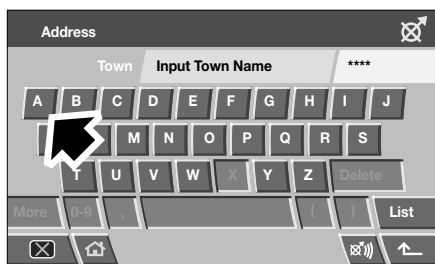 Address
Town Input Town Name ****
A B C D E F G H I J
M N O P Q R S
T U V W X Y Z Delete
More 0-9 , ( ) List